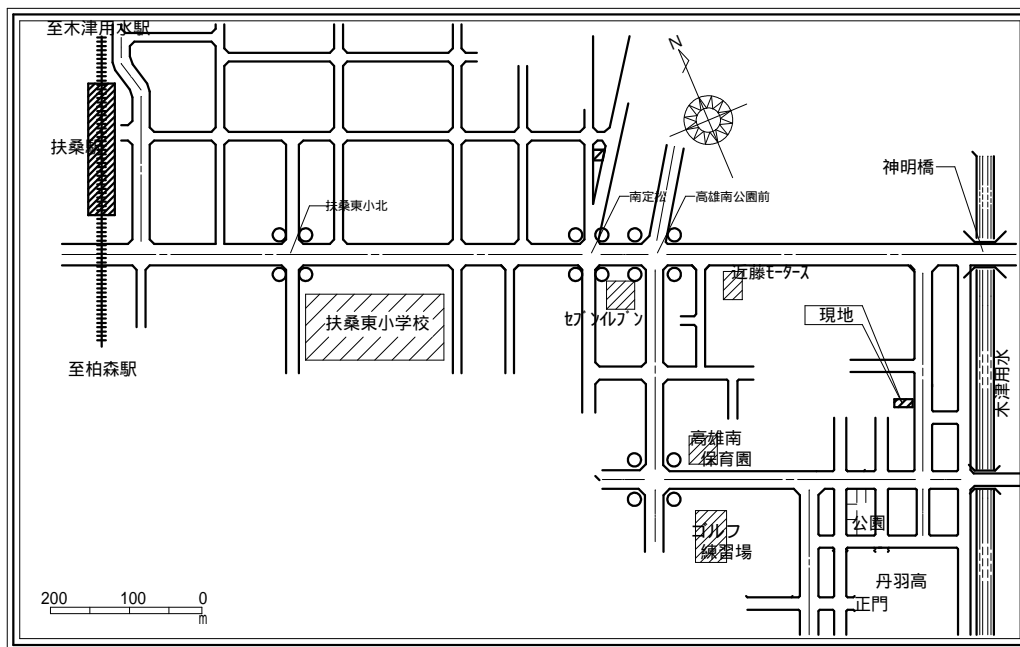 至木津用水駅
N
扶桑駅
神明橋
扶桑東小北
南定松
高雄南公園前
近藤モータース
扶桑東小学校
セブンイレブン
現地
至柏森駅
木津用水
高雄南
保育園
公園
ゴルフ
練習場
丹羽高
正門
200 100 0
m